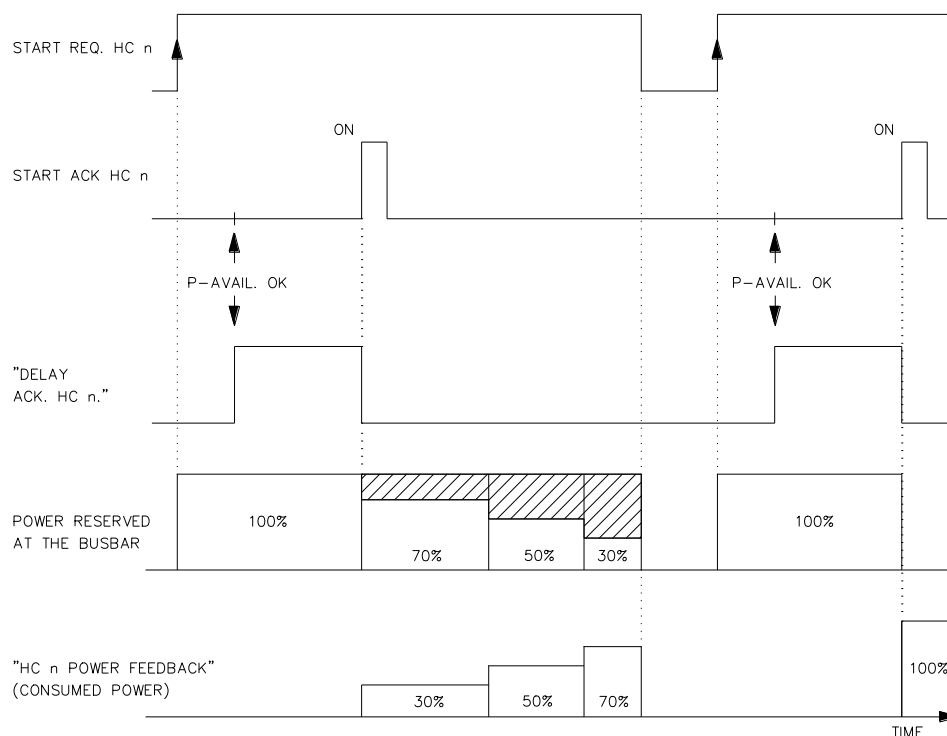 START REQ. HC n
ON
ON
START ACK HC n
P-AVAIL. OK
P-AVAIL. OK
"DELAY
ACK. HC n."
POWER RESERVED
AT THE BUSBAR
100%
70%
50%
30%
100%
"HC n POWER FEEDBACK"
(CONSUMED POWER)
30%
50%
70%
100%
TIME